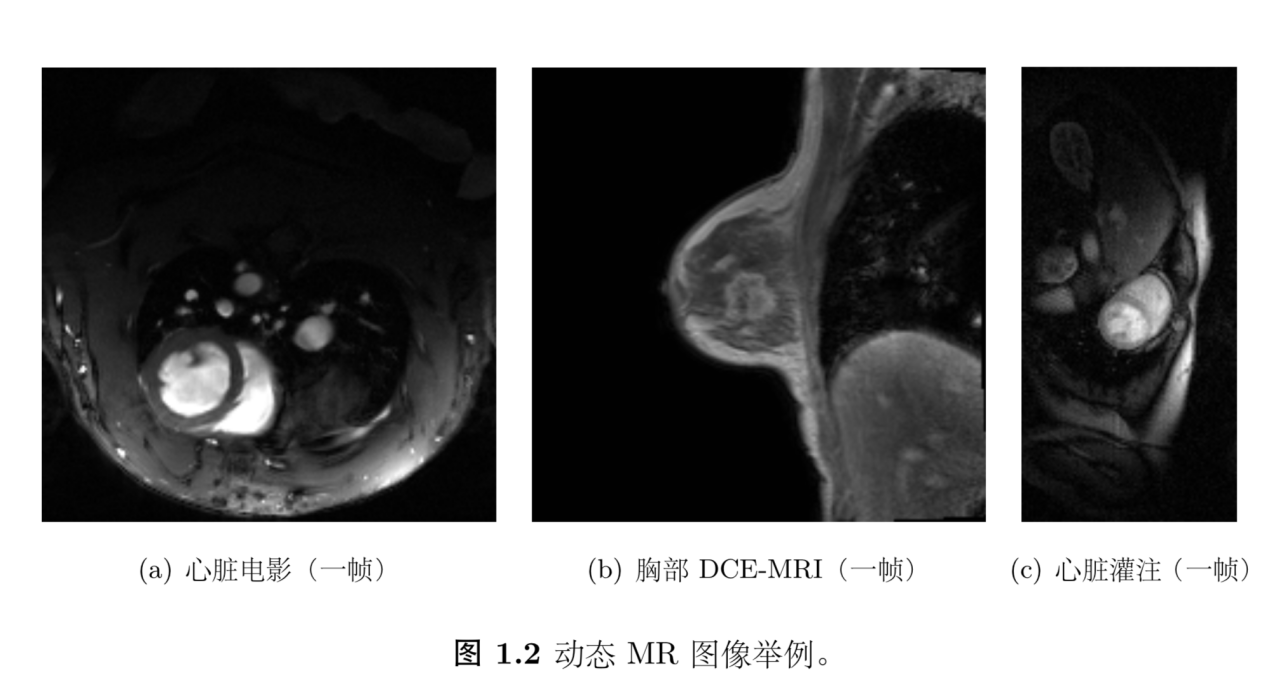 (a) 心脏电影（一帧）
(b) 胸部 DCE-MRI（一帧）
(c) 心脏灌注（一帧）
图 1.2 动态 MR 图像举例。